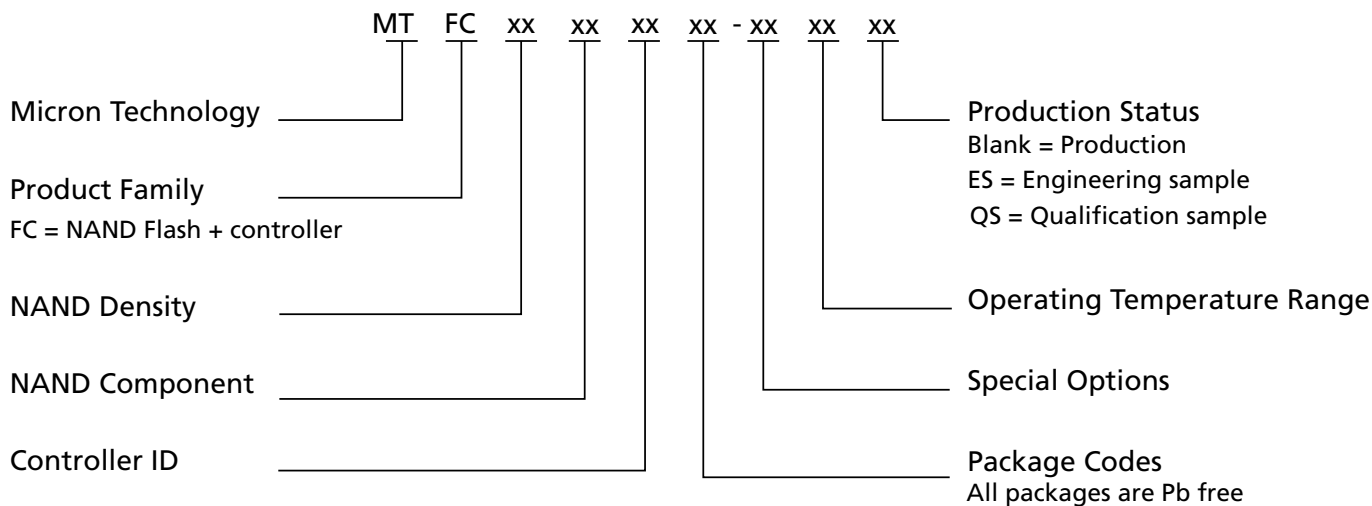 MT FC xx xx xx xx - xx xx xx
Micron Technology
Product Family
FC = NAND Flash + controller
NAND Density
NAND Component
Controller ID
Production Status
Blank = Production
ES = Engineering sample
QS = Qualification sample
Operating Temperature Range
Special Options
Package Codes
All packages are Pb free